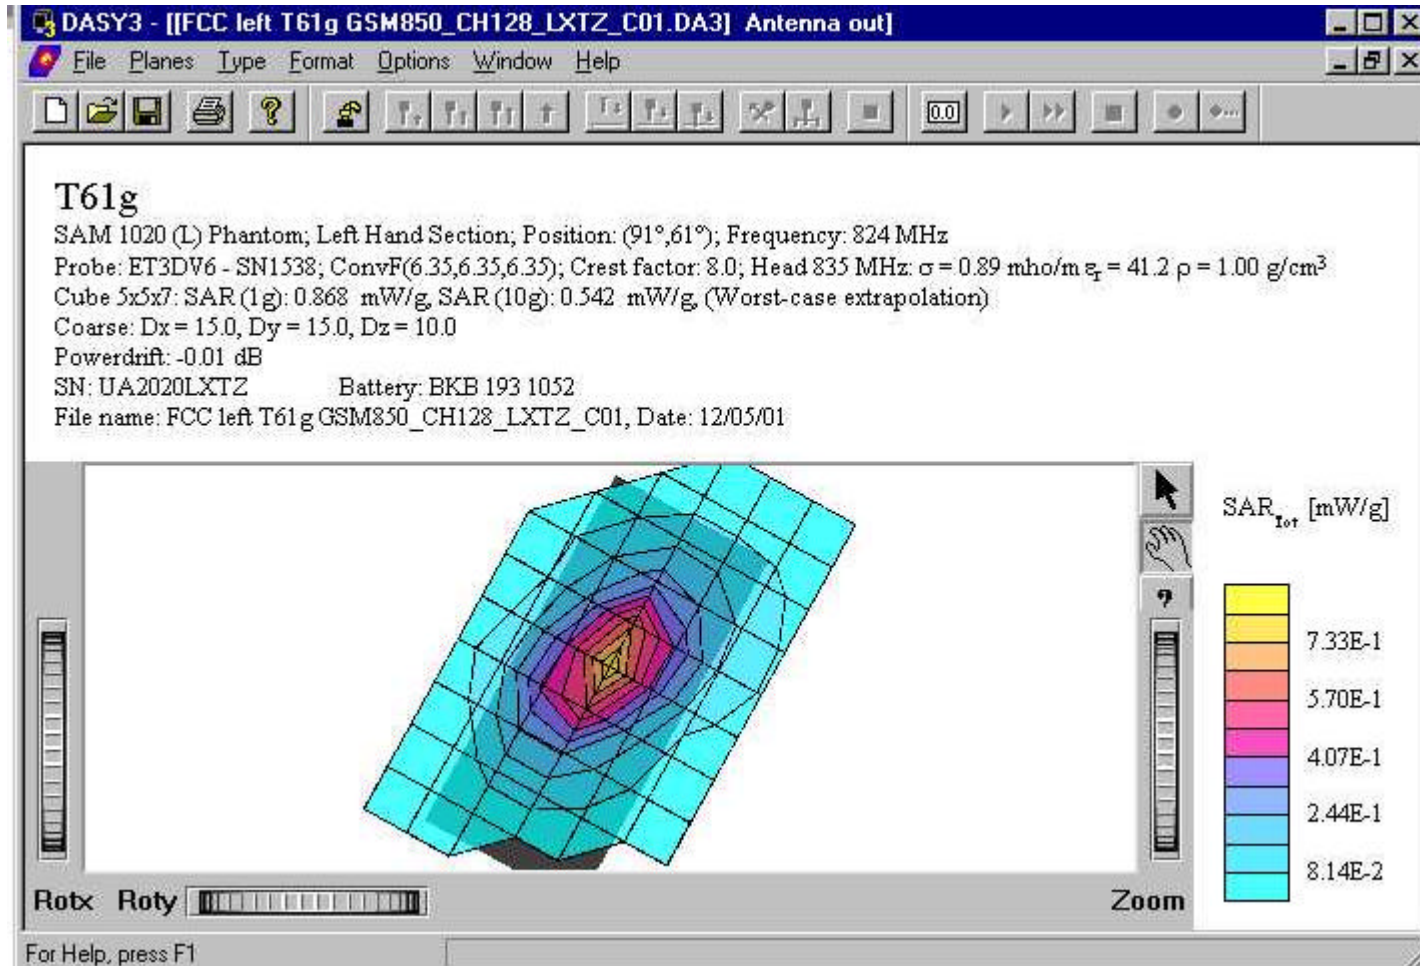 DASY3 - [[FCC left T61g GSM850_CH128_LXTZ_C01.DA3] Antenna out]
File Planes Type Format Options Window Help
0.0
T61g
SAM 1020 (L) Phantom; Left Hand Section; Position: (91°,61°); Frequency: 824 MHz
Probe: ET3DV6 - SN1538; ConvF(6.35,6.35,6.35); Crest factor: 8.0; Head 835 MHz: σ = 0.89 mho/m εr = 41.2 ρ = 1.00 g/cm³
Cube 5x5x7: SAR (1g): 0.868 mW/g, SAR (10g): 0.542 mW/g, (Worst-case extrapolation)
Coarse: Dx = 15.0, Dy = 15.0, Dz = 10.0
Powerdrift: -0.01 dB
SN: UA2020LXTZ Battery: BKB 193 1052
File name: FCC left T61g GSM850_CH128_LXTZ_C01, Date: 12/05/01
SARTot [mW/g]
7.33E-1
5.70E-1
4.07E-1
2.44E-1
8.14E-2
Rotx Roty Zoom
For Help, press F1